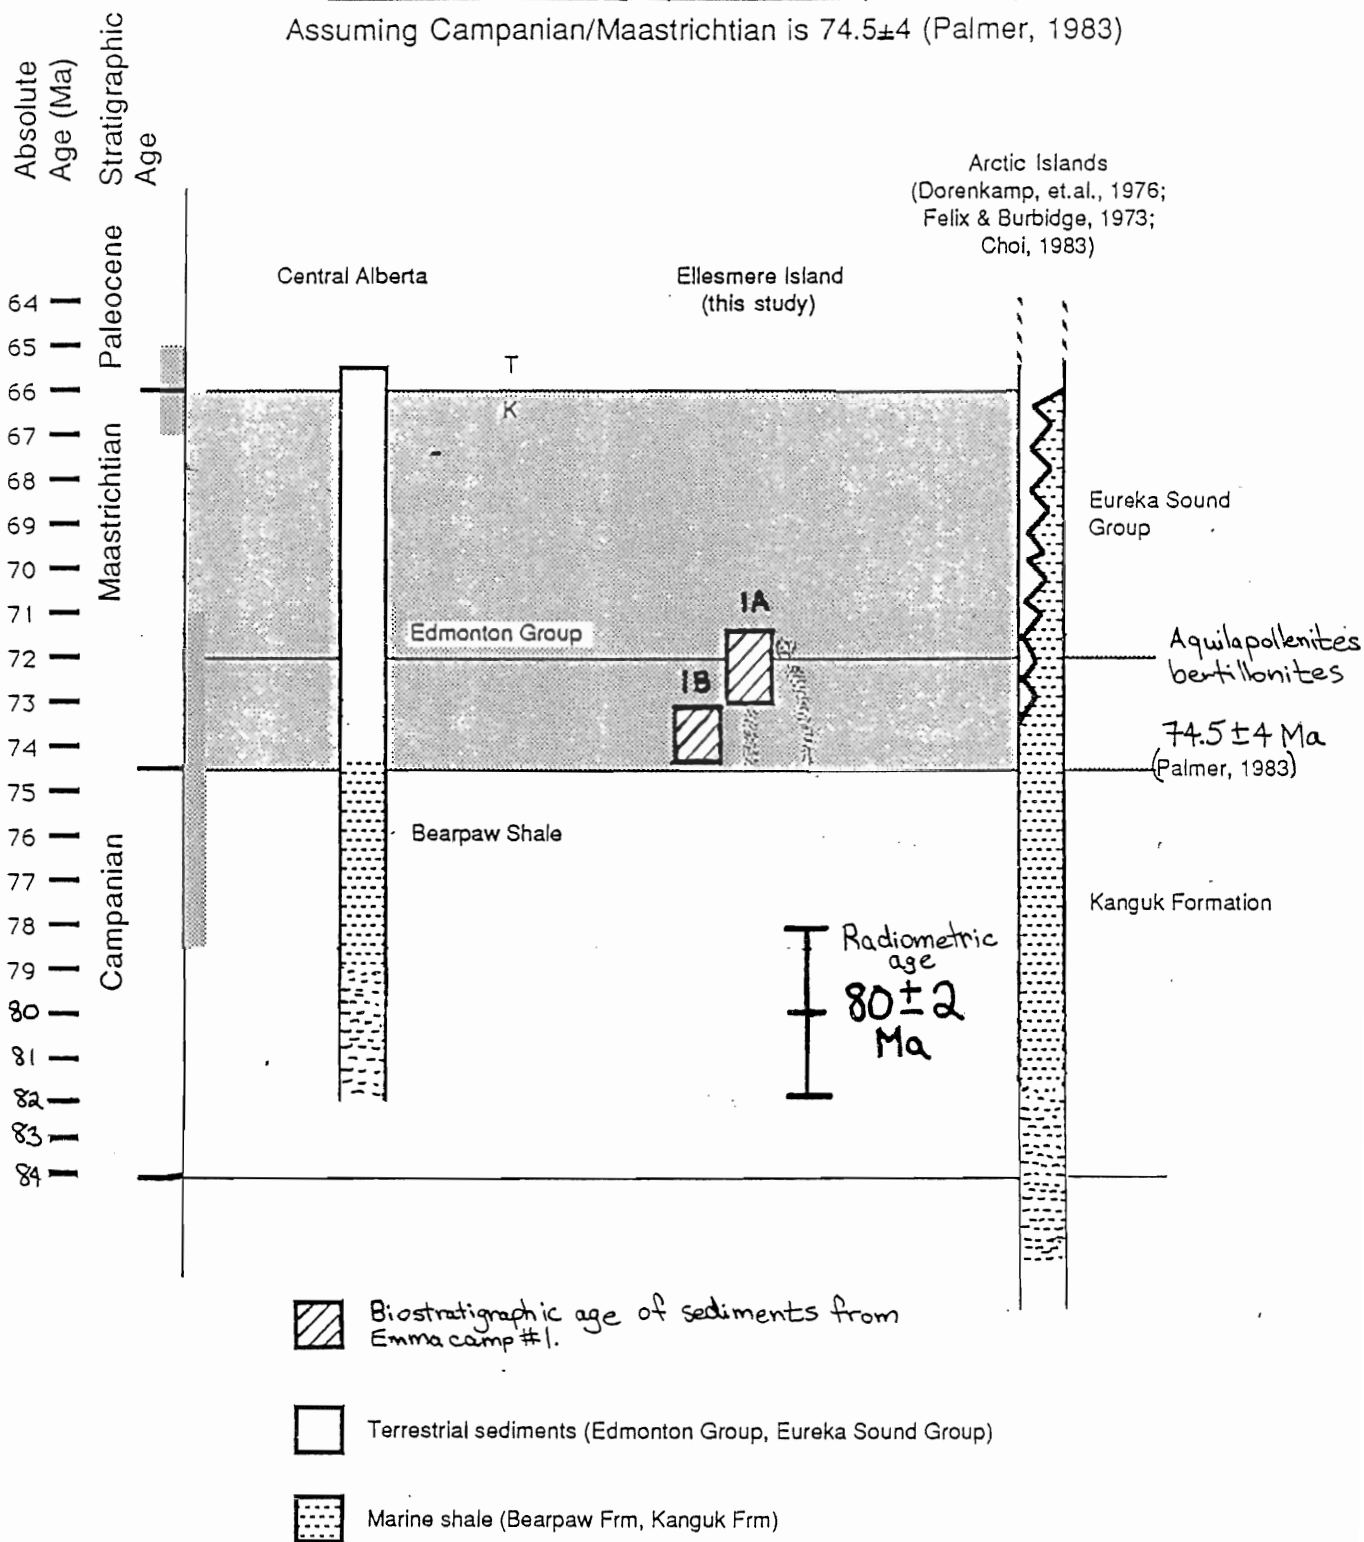 Assuming Campanian/Maastrichtian is 74.5±4 (Palmer, 1983)
Absolute
Age (Ma)
Stratigraphic
Age
Arctic Islands
(Dorenkamp, et.al., 1976;
Felix & Burbidge, 1973;
Choi, 1983)
Central Alberta
Ellesmere Island
(this study)
Paleocene
Maastrichtian
Campanian
64
65
66
67
68
69
70
71
72
73
74
75
76
77
78
79
80
81
82
83
84
T
K
Eureka Sound
Group
1A
Edmonton Group
1B
Aquilapollenites
bertillonites
74.5 ±4 Ma
(Palmer, 1983)
Bearpaw Shale
Kanguk Formation
Radiometric
age
80±2
Ma
Biostratigraphic age of sediments from
Emma camp #1.
Terrestrial sediments (Edmonton Group, Eureka Sound Group)
Marine shale (Bearpaw Frm, Kanguk Frm)